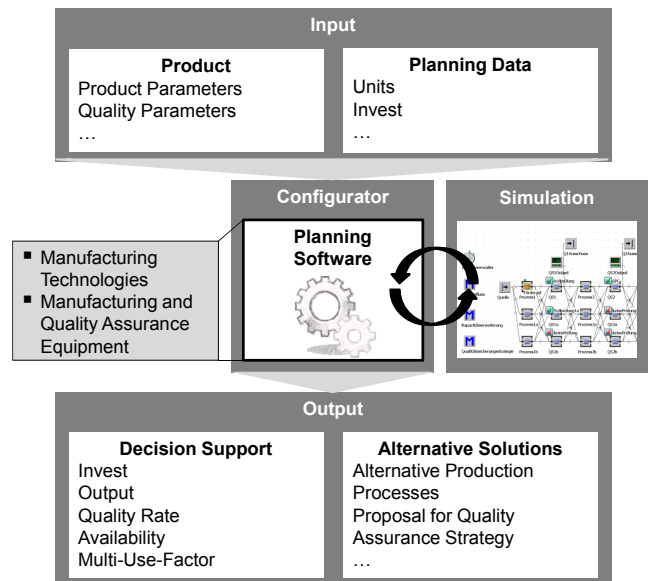 Input
Product
Product Parameters
Quality Parameters
…
Planning Data
Units
Invest
…
Configurator
Planning
Software
■ Manufacturing
Technologies
■ Manufacturing and
Quality Assurance
Equipment
Simulation
Quelle
Output
Decision Support
Invest
Output
Quality Rate
Availability
Multi-Use-Factor
Alternative Solutions
Alternative Production
Processes
Proposal for Quality
Assurance Strategy
…